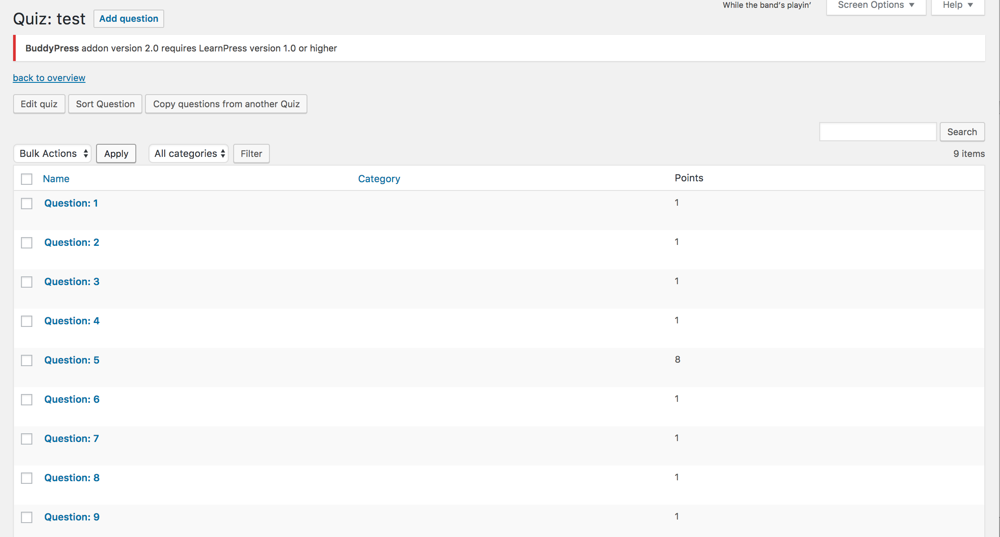 While the band’s playin’
Screen Options ▼
Help ▼
Quiz: test
Add question
BuddyPress addon version 2.0 requires LearnPress version 1.0 or higher
back to overview
Edit quiz
Sort Question
Copy questions from another Quiz
Search
Bulk Actions
Apply
All categories
Filter
9 items
Name Category Points
Question: 1 1
Question: 2 1
Question: 3 1
Question: 4 1
Question: 5 8
Question: 6 1
Question: 7 1
Question: 8 1
Question: 9 1